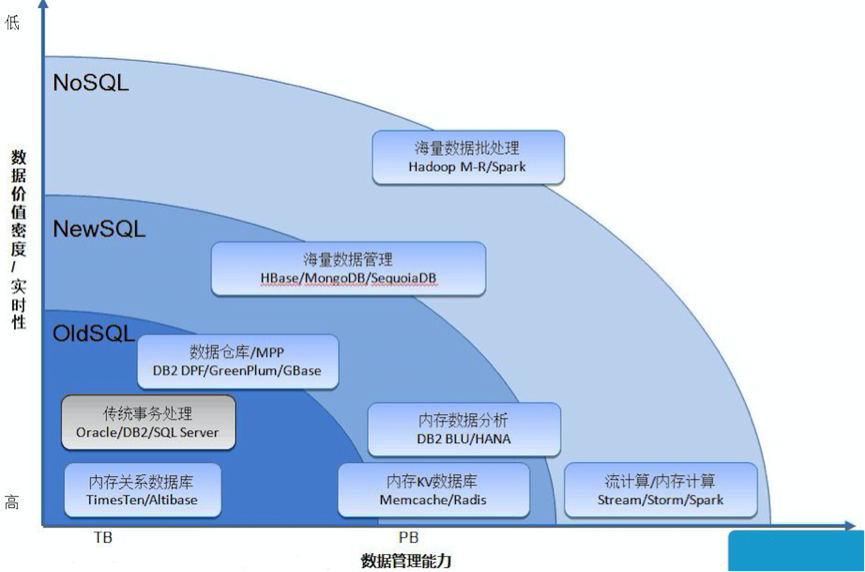 低
NoSQL
海量数据批处理
Hadoop M-R/Spark
数据价值密度/实时性
NewSQL
海量数据管理
HBase/MongoDB/SequoiaDB
OldSQL
数据仓库/MPP
DB2 DPF/GreenPlum/GBase
传统事务处理
Oracle/DB2/SQL Server
内存数据分析
DB2 BLU/HANA
高
内存关系数据库
TimesTen/Altibase
内存KV数据库
Memcache/Radis
流计算/内存计算
Stream/Storm/Spark
TB
PB
数据管理能力